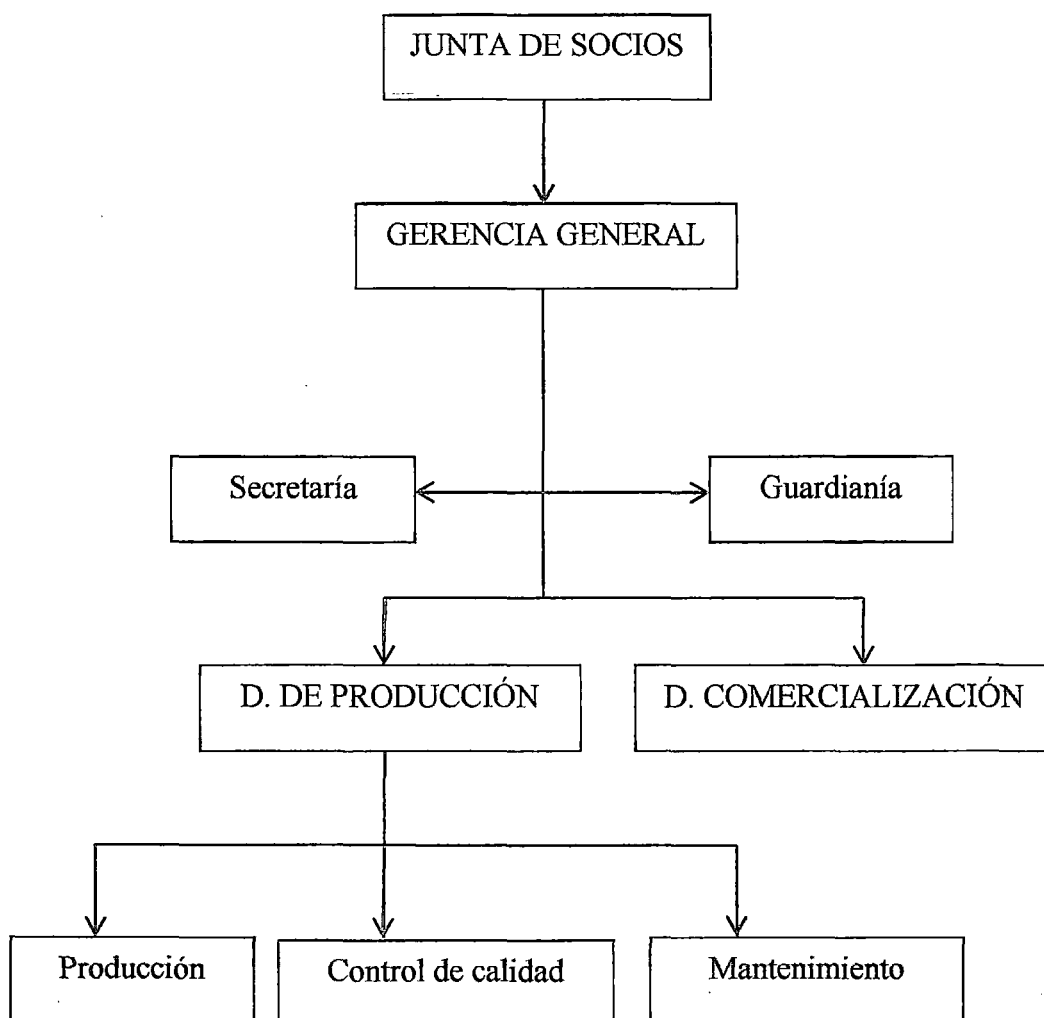 JUNTA DE SOCIOS
GERENCIA GENERAL
Secretaría
Guardianía
D. DE PRODUCCIÓN
D. COMERCIALIZACIÓN
Producción
Control de calidad
Mantenimiento